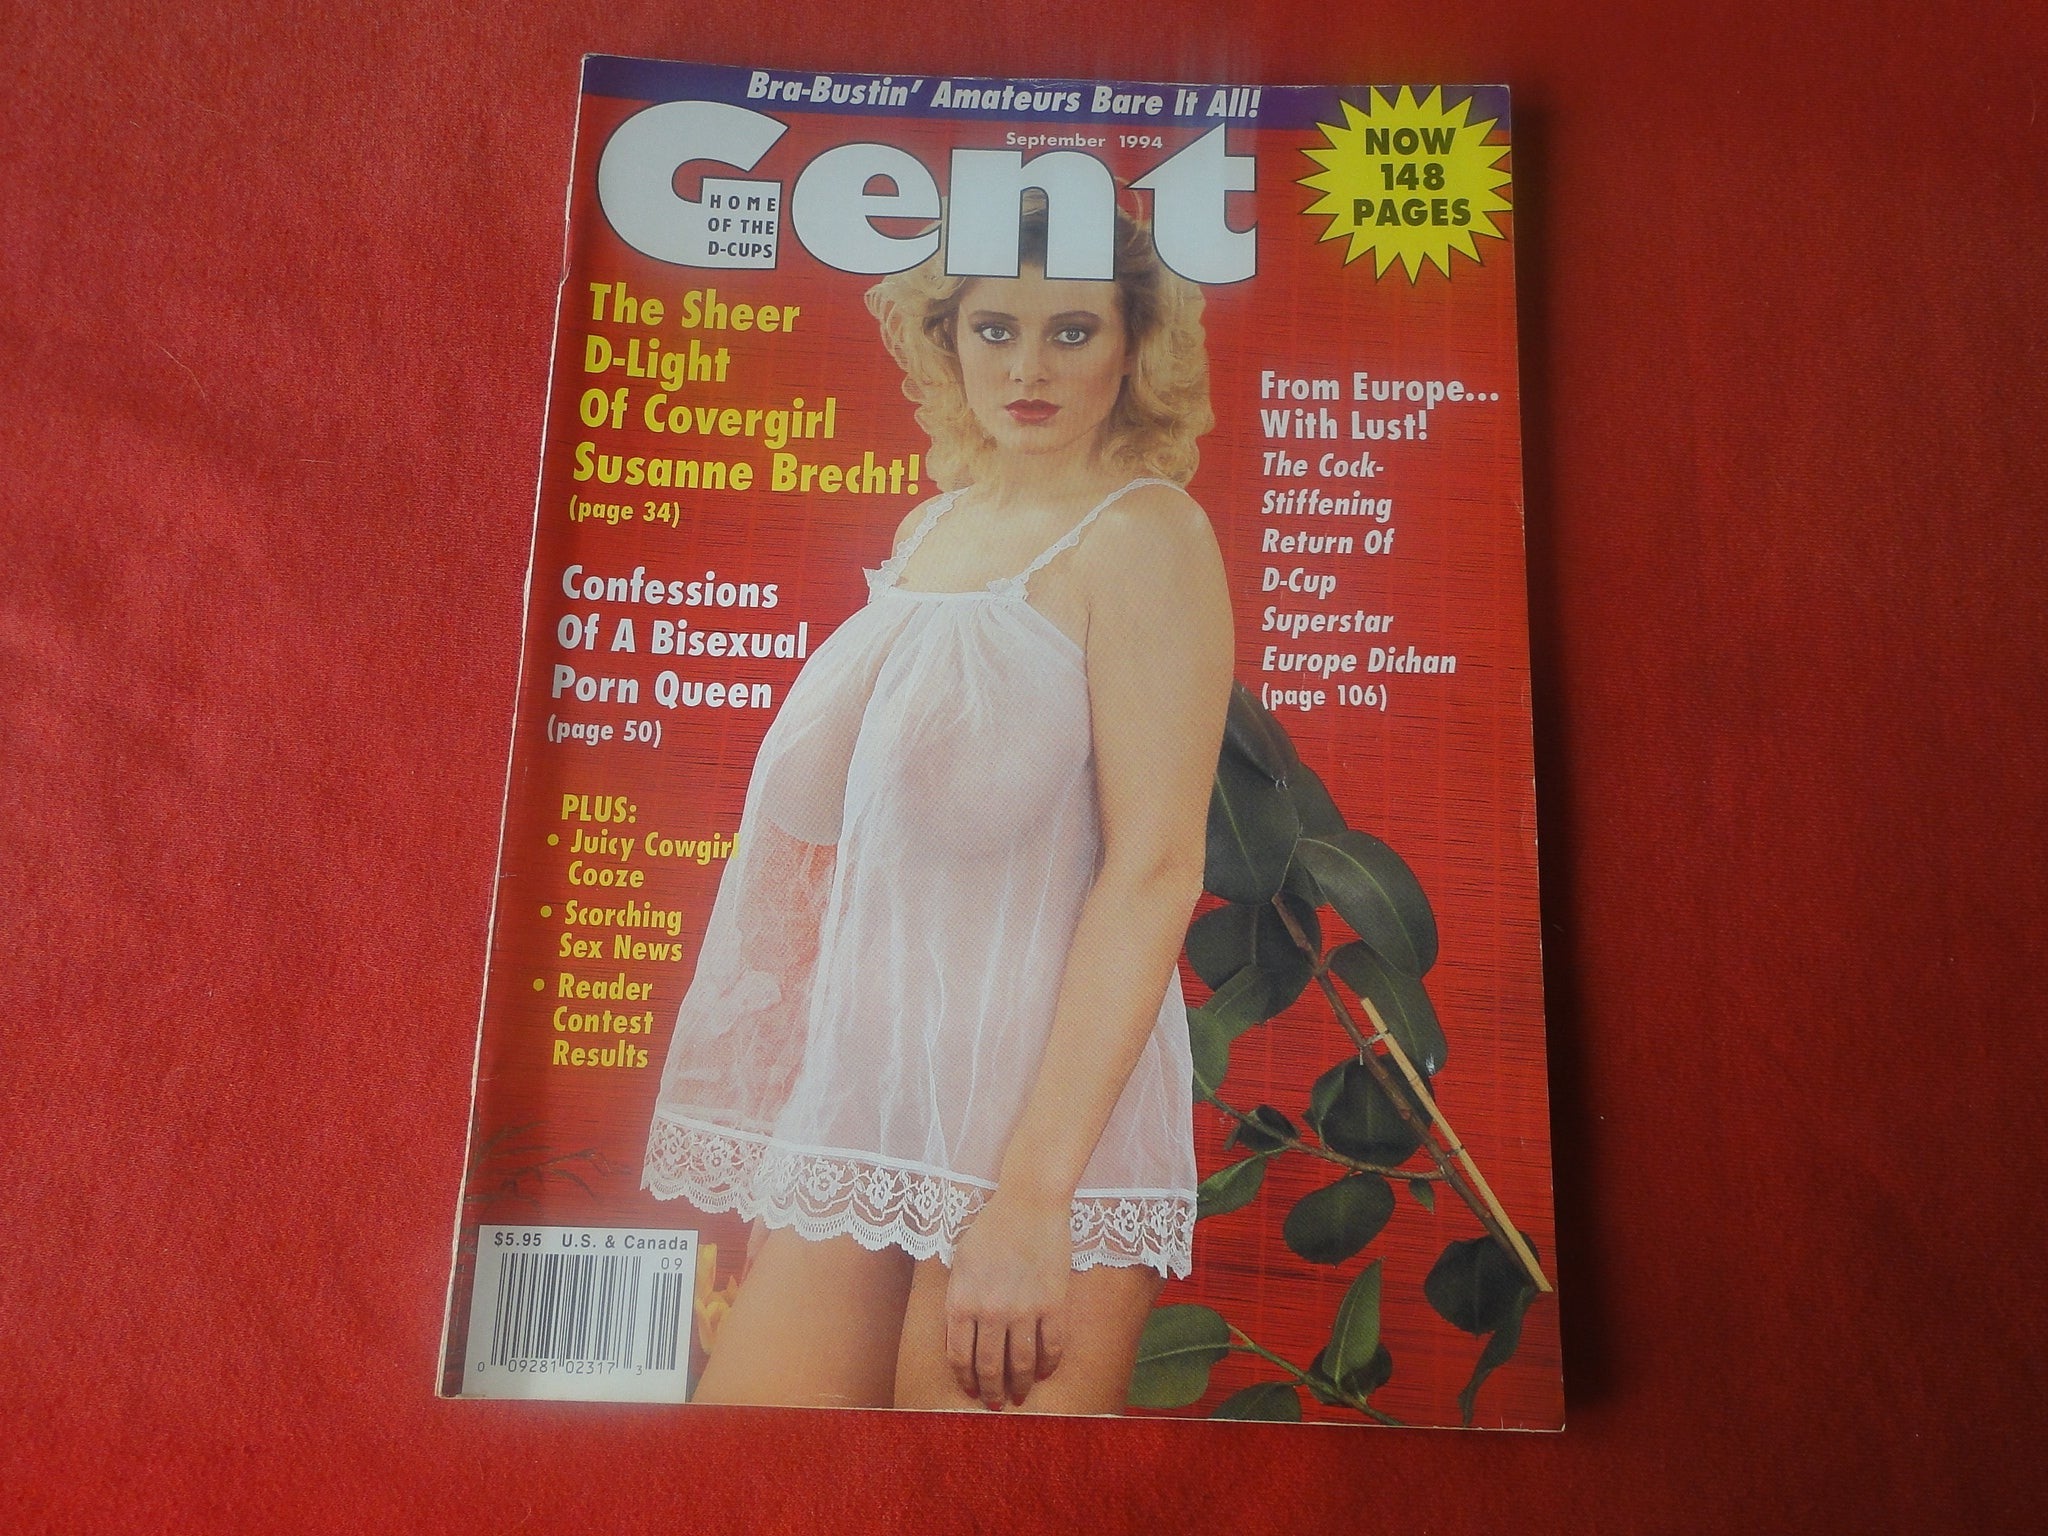 Bra-Bustin' Amateurs Bare It All!
Gent
September 1994
HOME
OF THE
D-CUPS
NOW
148
PAGES
The Sheer
D-Light
Of Covergirl
Susanne Brecht!
(page 34)
Confessions
Of A Bisexual
Porn Queen
(page 50)
PLUS:
• Juicy Cowgirl
Cooze
• Scorching
Sex News
• Reader
Contest
Results
From Europe...
With Lust!
The Cock-
Stiffening
Return Of
D-Cup
Superstar
Europe Dichan
(page 106)
$5.95 U.S. & Canada
09
0 09281 02317 3